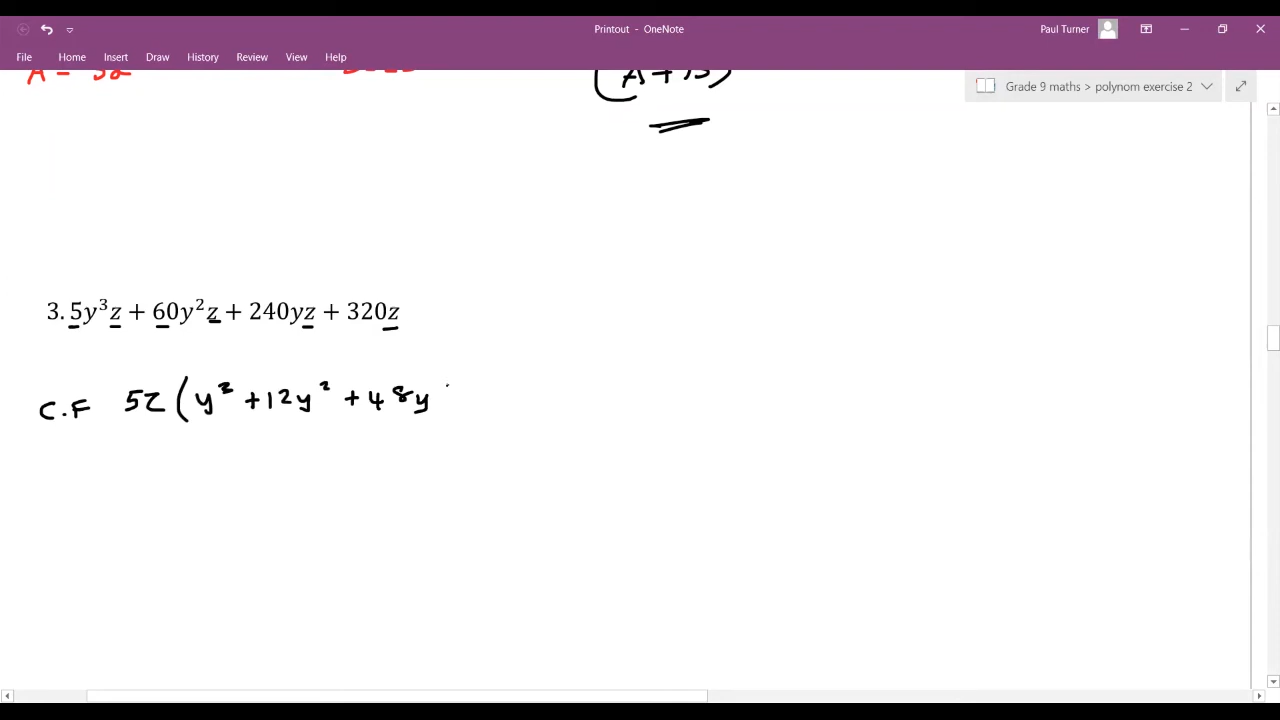 Printout - OneNote
Paul Turner
File Home Insert Draw History Review View Help
Grade 9 maths > polynom exercise 2
(A+B)
3. 5y³z + 60y²z + 240yz + 320z
C.F 5z (y³ +12y² +48y